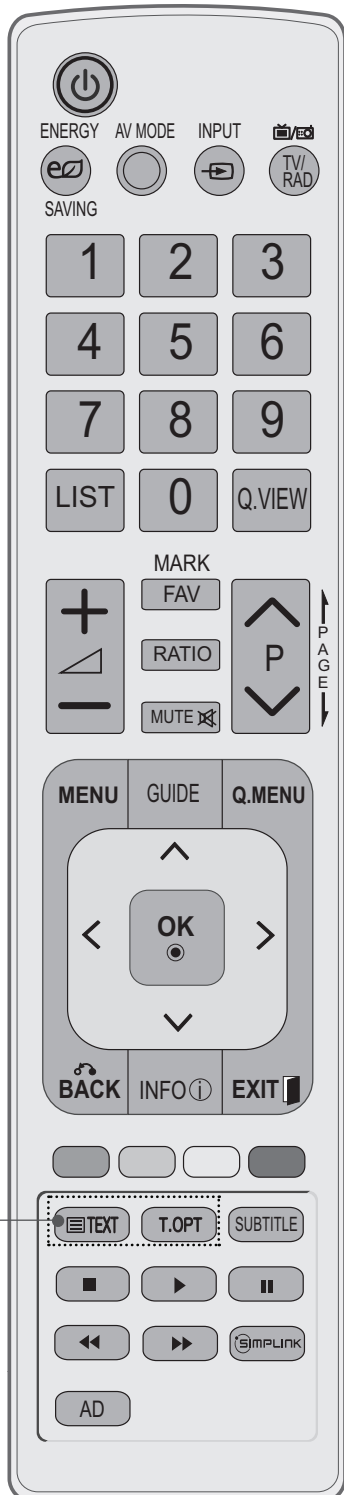 ENERGY AV MODE INPUT
TV/
RAD
SAVING
1 2 3
4 5 6
7 8 9
LIST 0 Q.VIEW
MARK
FAV
RATIO
P
MUTE
PAGE
MENU GUIDE Q.MENU
OK
BACK INFO i EXIT
TEXT T.OPT SUBTITLE
SIMPLINK
AD